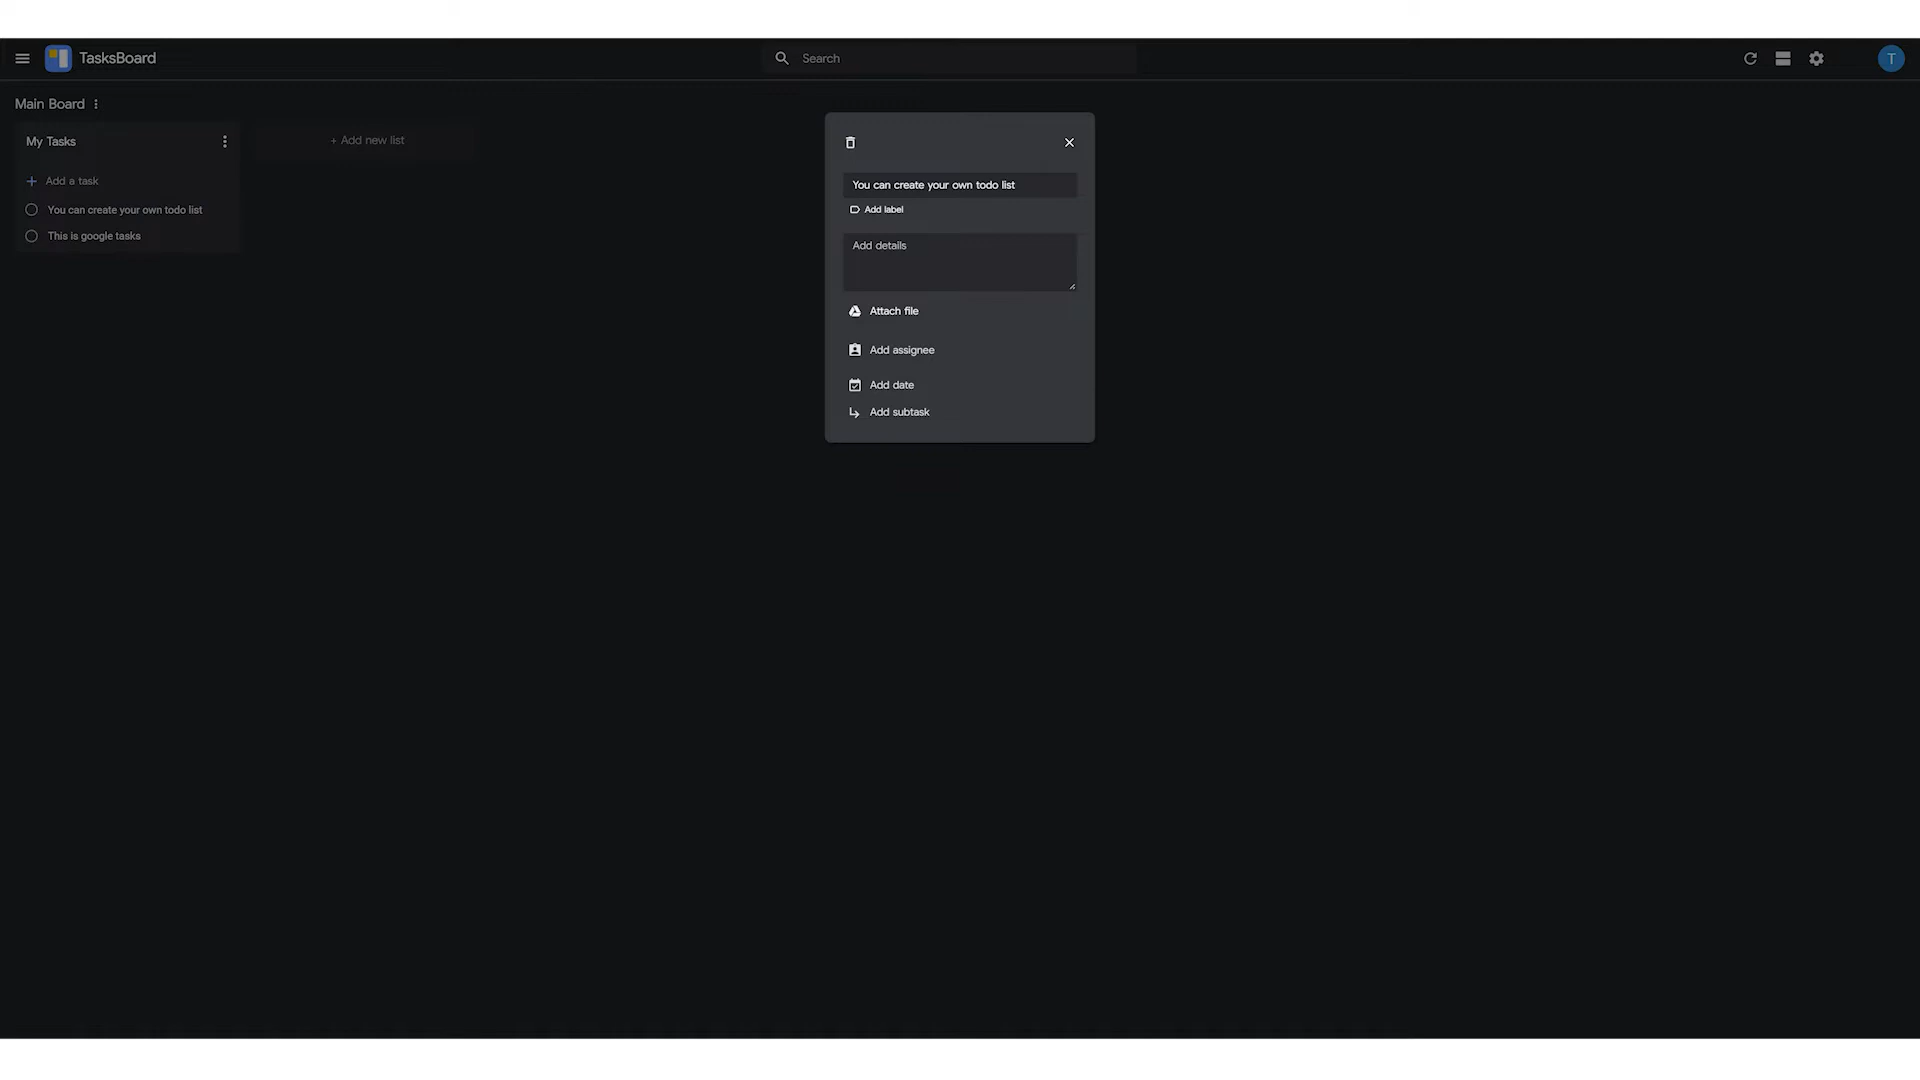 TasksBoard
Search
T
Main Board
My Tasks
+ Add new list
Add a task
You can create your own todo list
This is google tasks
You can create your own todo list
Add label
Add details
Attach file
Add assignee
Add date
Add subtask